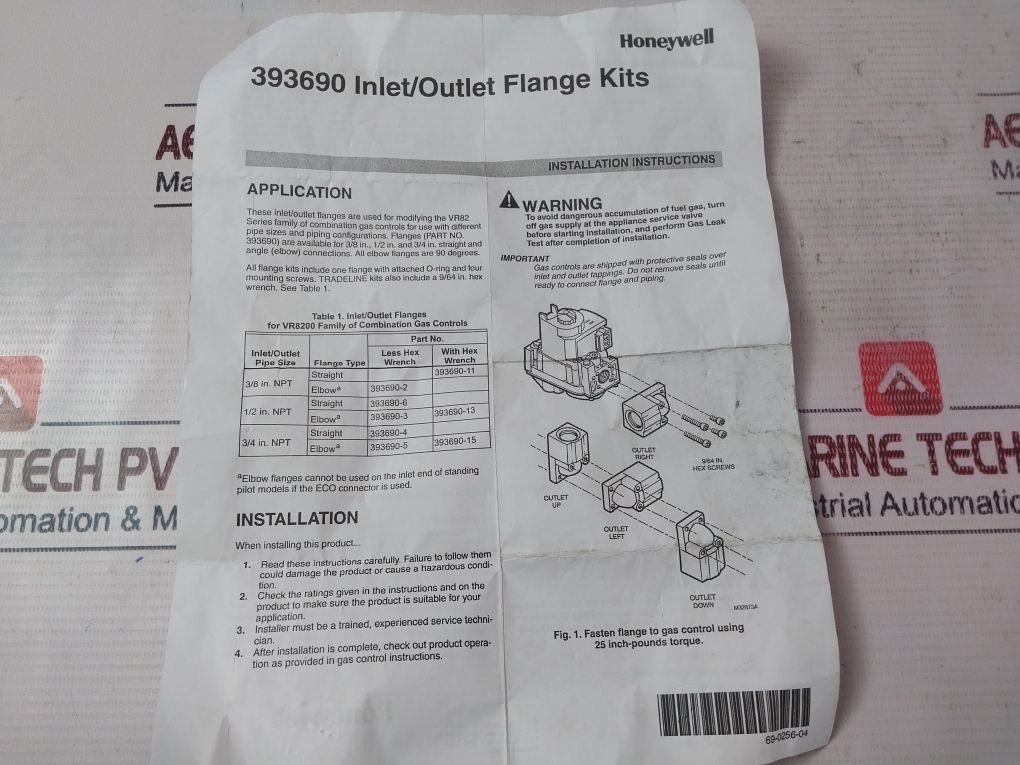 Honeywell
393690 Inlet/Outlet Flange Kits
INSTALLATION INSTRUCTIONS
APPLICATION
These inlet/outlet flanges are used for modifying the VR82
Series family of combination gas controls for use with different
pipe sizes and piping configurations. Flanges (PART NO.
393690) are available for 3/8 in., 1/2 in. and 3/4 in. straight and
angle (elbow) connections. All elbow flanges are 90 degrees.
All flange kits include one flange with attached O-ring and four
mounting screws. TRADELINE kits also include a 9/64 in. hex
wrench. See Table 1.
Table 1. Inlet/Outlet Flanges
for VR8200 Family of Combination Gas Controls
Part No.
Inlet/Outlet Pipe Size Flange Type Less Hex Wrench With Hex Wrench
3/8 in. NPT Straight 393690-11
Elbowa 393690-2
1/2 in. NPT Straight 393690-6
Elbowa 393690-3 393690-13
3/4 in. NPT Straight 393690-4
Elbowa 393690-5 393690-15
aElbow flanges cannot be used on the inlet end of standing
pilot models if the ECO connector is used.
INSTALLATION
When installing this product...
1. Read these instructions carefully. Failure to follow them
could damage the product or cause a hazardous condi-
tion.
2. Check the ratings given in the instructions and on the
product to make sure the product is suitable for your
application.
3. Installer must be a trained, experienced service techni-
cian.
4. After installation is complete, check out product opera-
tion as provided in gas control instructions.
WARNING
To avoid dangerous accumulation of fuel gas, turn
off gas supply at the appliance service valve
before starting installation, and perform Gas Leak
Test after completion of installation.
IMPORTANT
Gas controls are shipped with protective seals over
inlet and outlet tappings. Do not remove seals until
ready to connect flange and piping.
OUTLET
RIGHT
9/64 IN.
HEX SCREWS
OUTLET
UP
OUTLET
LEFT
OUTLET
DOWN
M32873A
Fig. 1. Fasten flange to gas control using
25 inch-pounds torque.
69-0256-04
AE
Ma
TECH PV
omation & M
AE
Ma
ARINE TECH
strial Automatio